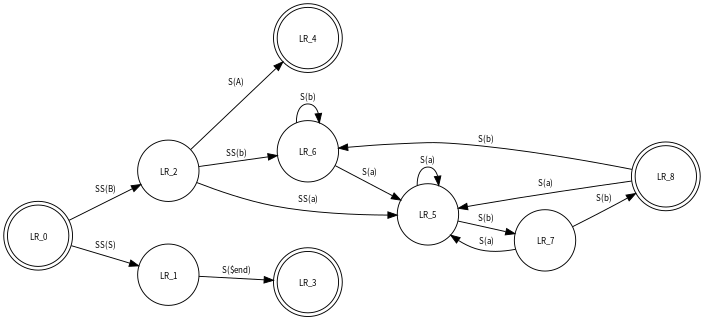 LR_4
S(A)
S(b)
SS(b)
LR_6
S(b)
LR_2
S(a)
S(a)
LR_8
S(a)
SS(B)
SS(a)
S(b)
LR_5
S(b)
LR_0
S(a)
LR_7
SS(S)
LR_1
S($end)
LR_3